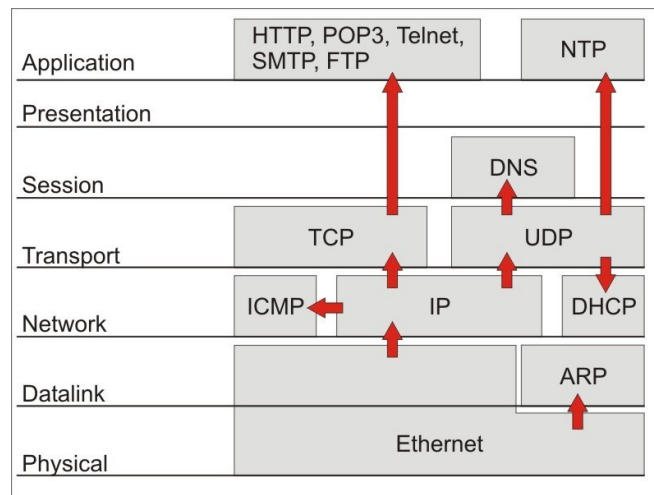 HTTP, POP3, Telnet,
SMTP, FTP
NTP
Application
Presentation
DNS
Session
TCP
UDP
Transport
ICMP
IP
DHCP
Network
ARP
Datalink
Ethernet
Physical